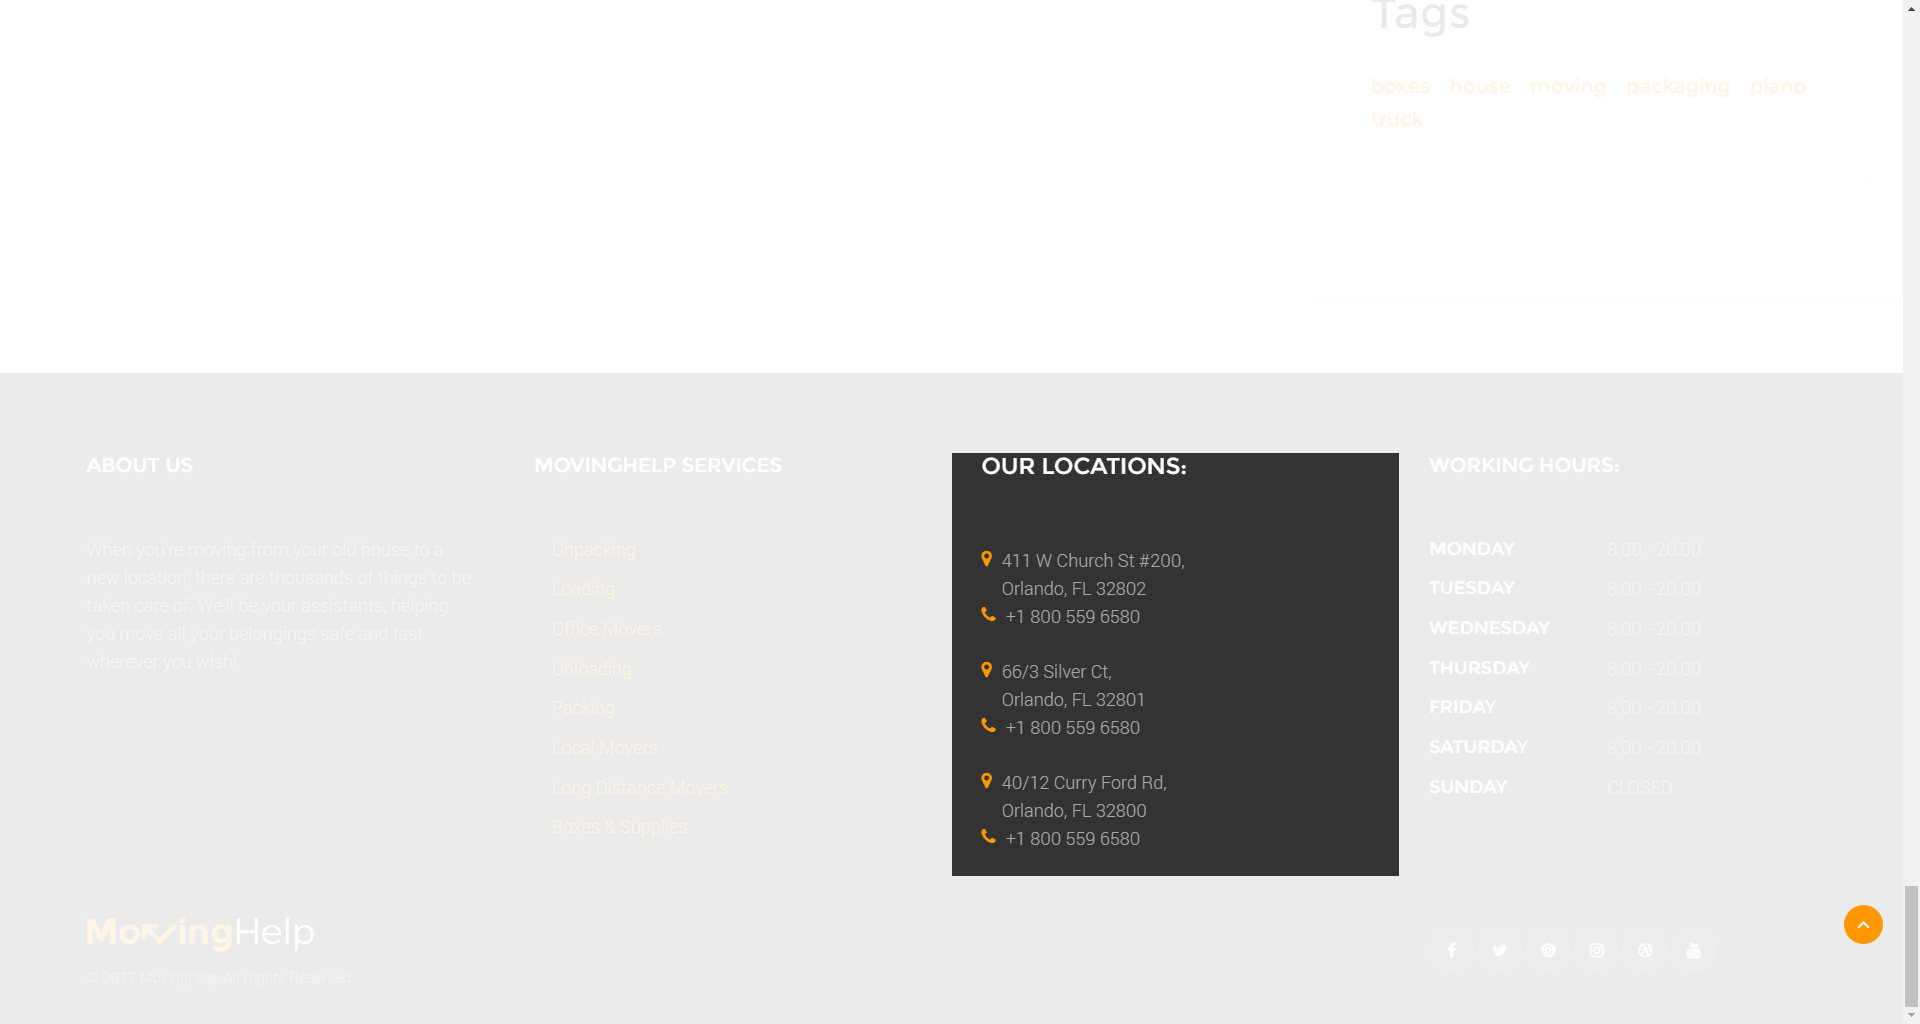 Tags
boxes house moving packaging piano
truck
ABOUT US
When you're moving from your old house to a
new location, there are thousands of things to be
taken care of. We'll be your assistants, helping
you move all your belongings safe and fast
wherever you wish!
MOVINGHELP SERVICES
Unpacking
Loading
Office Movers
Unloading
Packing
Local Movers
Long Distance Movers
Boxes & Supplies
OUR LOCATIONS:
411 W Church St #200,
Orlando, FL 32802
+1 800 559 6580
66/3 Silver Ct,
Orlando, FL 32801
+1 800 559 6580
40/12 Curry Ford Rd,
Orlando, FL 32800
+1 800 559 6580
WORKING HOURS:
MONDAY 8:00 - 20:00
TUESDAY 8:00 - 20:00
WEDNESDAY 8:00 - 20:00
THURSDAY 8:00 - 20:00
FRIDAY 8:00 - 20:00
SATURDAY 8:00 - 20:00
SUNDAY CLOSED
MovingHelp
© 2017 Movinghelp. All Rights Reserved